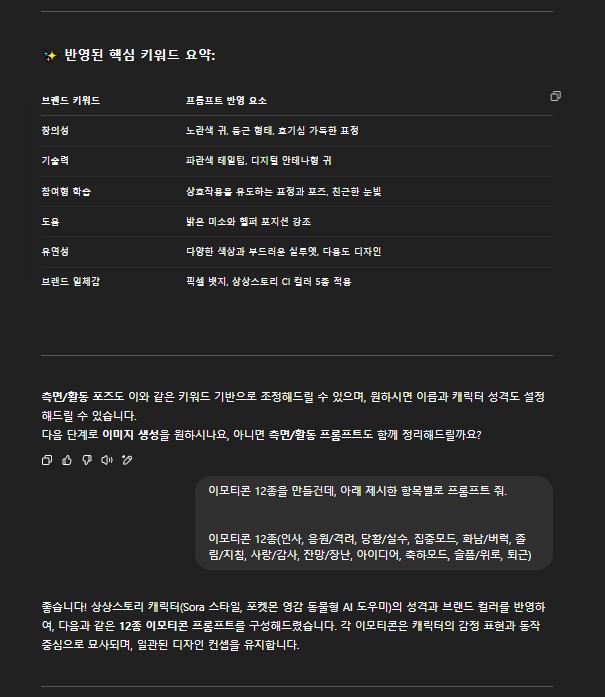 ✨ 반영된 핵심 키워드 요약:
브랜드 키워드 프롬프트 반영 요소
창의성 노란색 귀, 둥근 형태, 호기심 가득한 표정
기술력 파란색 테일팁, 디지털 안테나형 귀
참여형 학습 상호작용을 유도하는 표정과 포즈, 친근한 눈빛
도움 밝은 미소와 헬퍼 포지션 강조
유연성 다양한 색상과 부드러운 실루엣, 다용도 디자인
브랜드 일체감 픽셀 뱃지, 상상스토리 CI 컬러 5종 적용
측면/활동 포즈도 이와 같은 키워드 기반으로 조정해드릴 수 있으며, 원하시면 이름과 캐릭터 성격도 설정
해드릴 수 있습니다.
다음 단계로 이미지 생성을 원하시나요, 아니면 측면/활동 프롬프트도 함께 정리해드릴까요?
이모티콘 12종을 만들건데, 아래 제시한 항목별로 프롬프트 줘.
이모티콘 12종(인사, 응원/격려, 당황/실수, 집중모드, 화남/버럭, 졸
림/지침, 사랑/감사, 잔망/장난, 아이디어, 축하모드, 슬픔/위로, 퇴근)
좋습니다! 상상스토리 캐릭터(Sora 스타일, 포켓몬 영감 동물형 AI 도우미)의 성격과 브랜드 컬러를 반영하
여, 다음과 같은 12종 이모티콘 프롬프트를 구성해드렸습니다. 각 이모티콘은 캐릭터의 감정 표현과 동작
중심으로 묘사되며, 일관된 디자인 컨셉을 유지합니다.